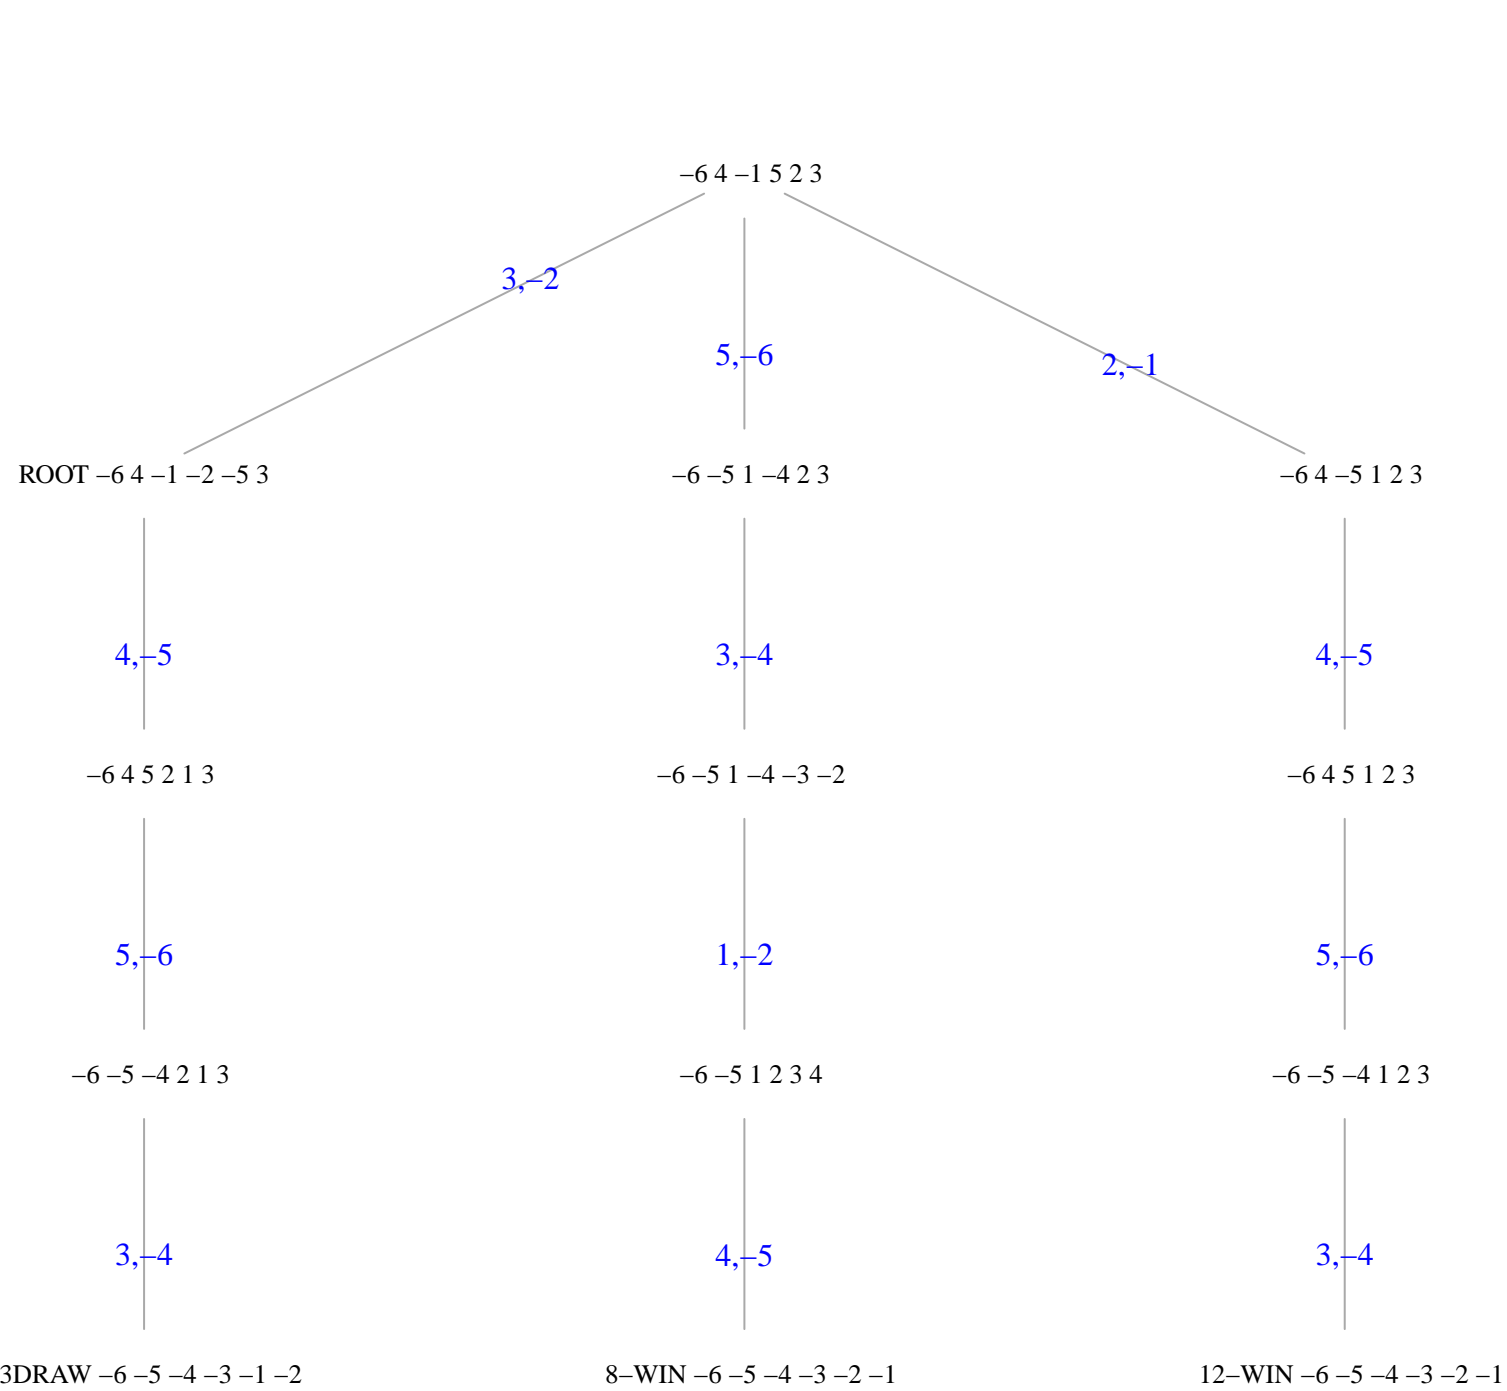 –6 4 –1 5 2 3
3,–2
5,–6
2,–1
ROOT –6 4 –1 –2 –5 3
–6 –5 1 –4 2 3
–6 4 –5 1 2 3
4,–5
3,–4
4,–5
–6 4 5 2 1 3
–6 –5 1 –4 –3 –2
–6 4 5 1 2 3
5,–6
1,–2
5,–6
–6 –5 –4 2 1 3
–6 –5 1 2 3 4
–6 –5 –4 1 2 3
3,–4
4,–5
3,–4
3DRAW –6 –5 –4 –3 –1 –2
8–WIN –6 –5 –4 –3 –2 –1
12–WIN –6 –5 –4 –3 –2 –1